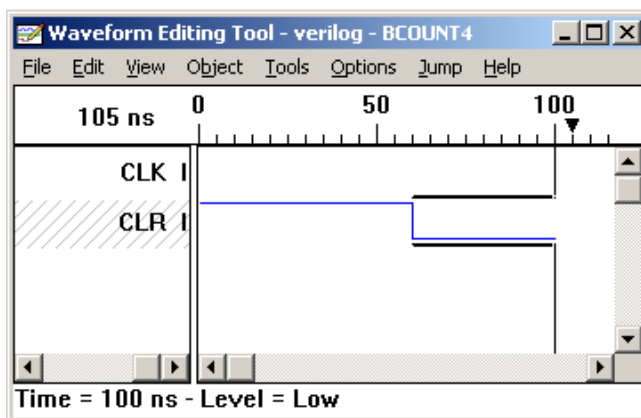 Waveform Editing Tool - verilog - BCOUNT4
File Edit View Object Tools Options Jump Help
105 ns 0 50 100
CLK I
CLR I
Time = 100 ns - Level = Low